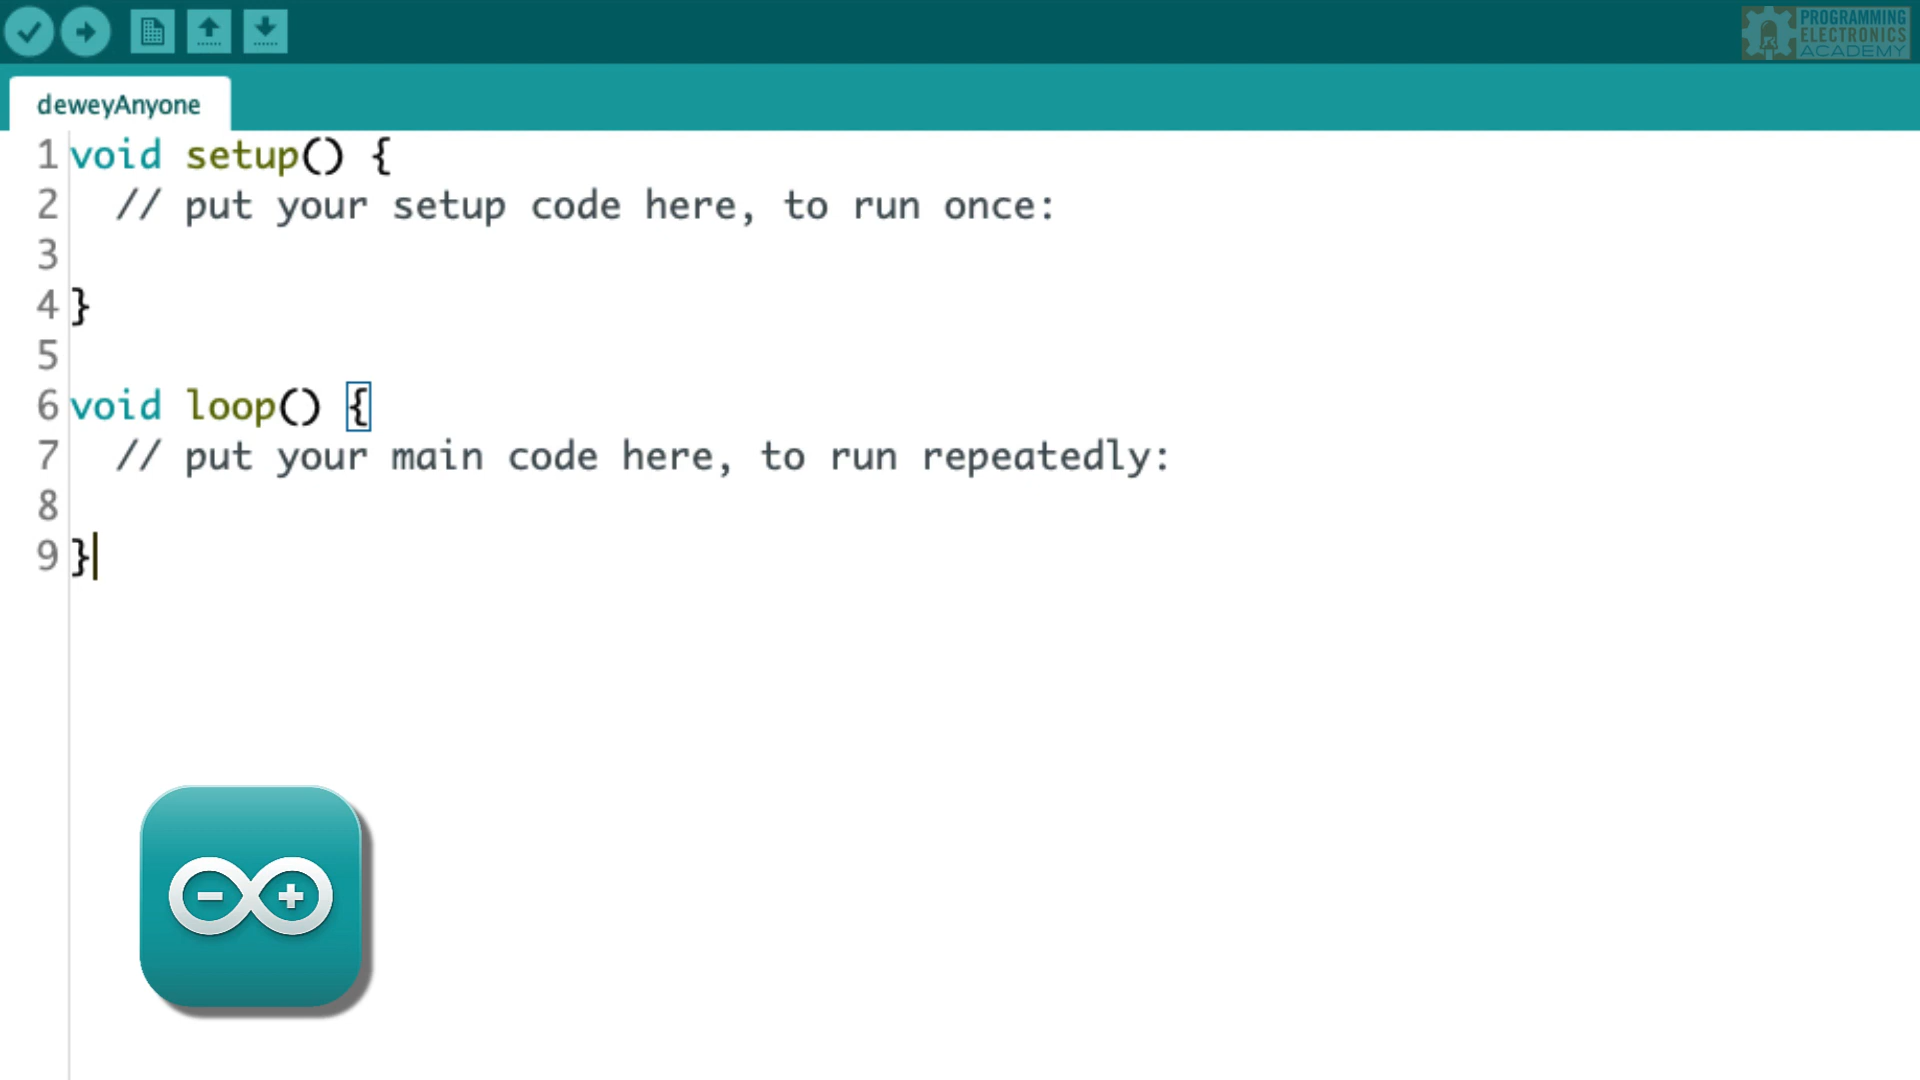 PROGRAMMING
ELECTRONICS
ACADEMY
deweyAnyone
1 void setup() {
2 // put your setup code here, to run once:
3
4 }
5
6 void loop() {
7 // put your main code here, to run repeatedly:
8
9 }